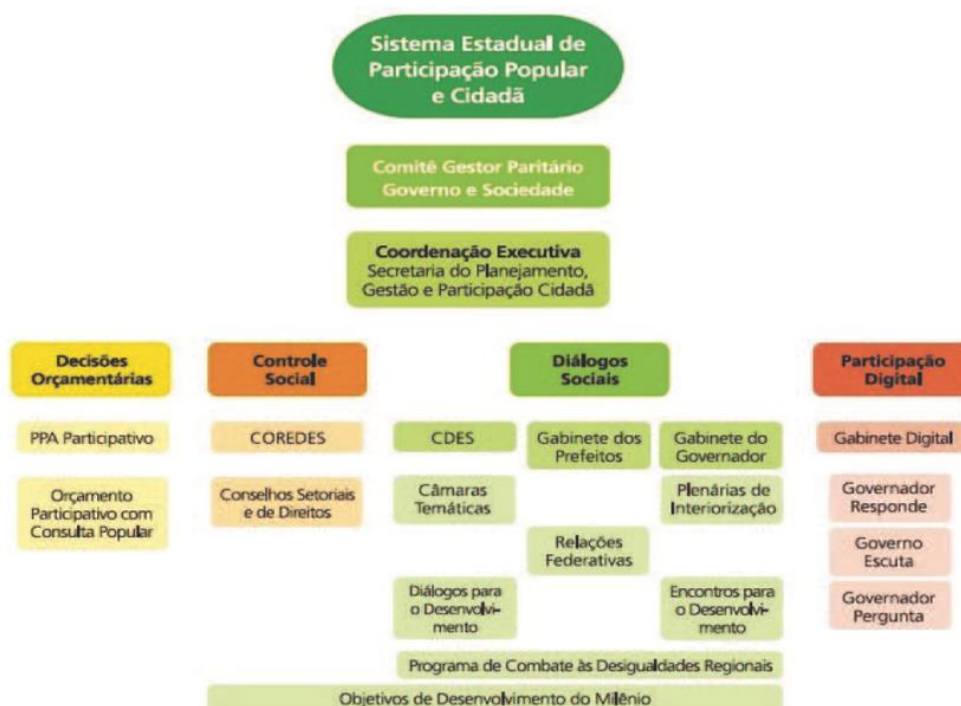 Sistema Estadual de
Participação Popular
e Cidadã
Comitê Gestor Paritário
Governo e Sociedade
Coordenação Executiva
Secretaria do Planejamento,
Gestão e Participação Cidadã
Decisões
Orçamentárias
PPA Participativo
Orçamento
Participativo com
Consulta Popular
Controle
Social
COREDES
Conselhos Setoriais
e de Direitos
Diálogos
Sociais
CDES
Câmaras
Temáticas
Diálogos para
o Desenvolvi-
mento
Gabinete dos
Prefeitos
Relações
Federativas
Gabinete do
Governador
Plenárias de
Interiorização
Encontros para
o Desenvolvi-
mento
Programa de Combate às Desigualdades Regionais
Objetivos de Desenvolvimento do Milênio
Participação
Digital
Gabinete Digital
Governador
Responde
Governo
Escuta
Governador
Pergunta